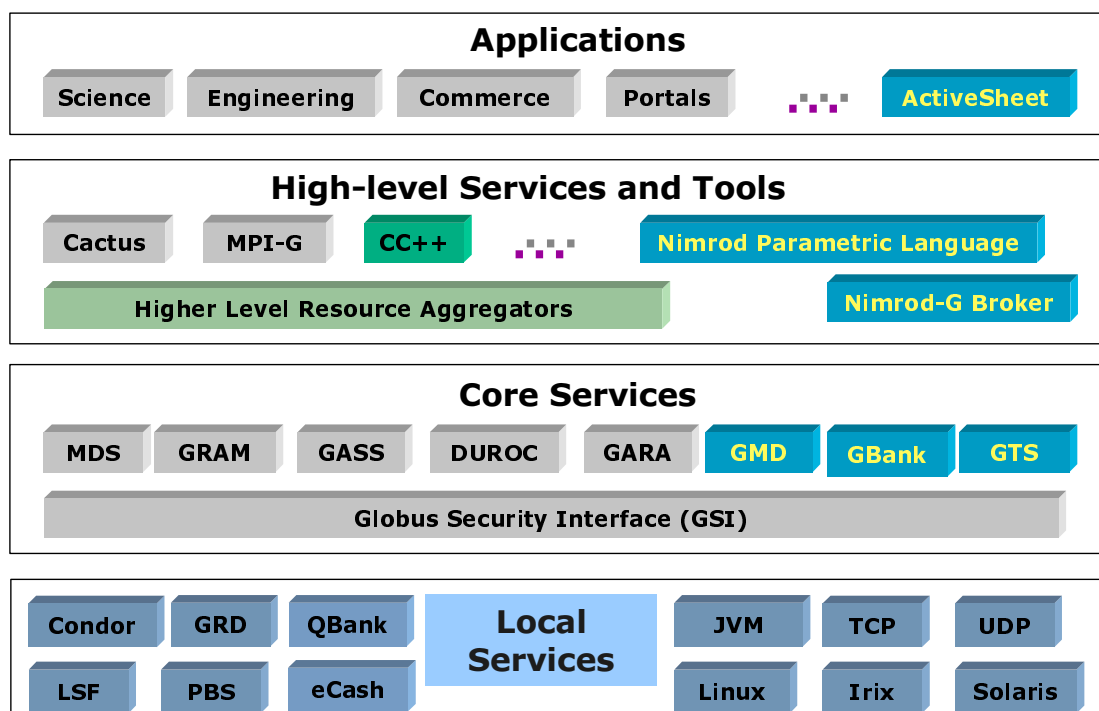 Applications
Science Engineering Commerce Portals ActiveSheet
High-level Services and Tools
Cactus MPI-G CC++ Nimrod Parametric Language
Higher Level Resource Aggregators Nimrod-G Broker
Core Services
MDS GRAM GASS DUROC GARA GMD GBank GTS
Globus Security Interface (GSI)
Condor GRD QBank Local JVM TCP UDP
Services
LSF PBS eCash Linux Irix Solaris